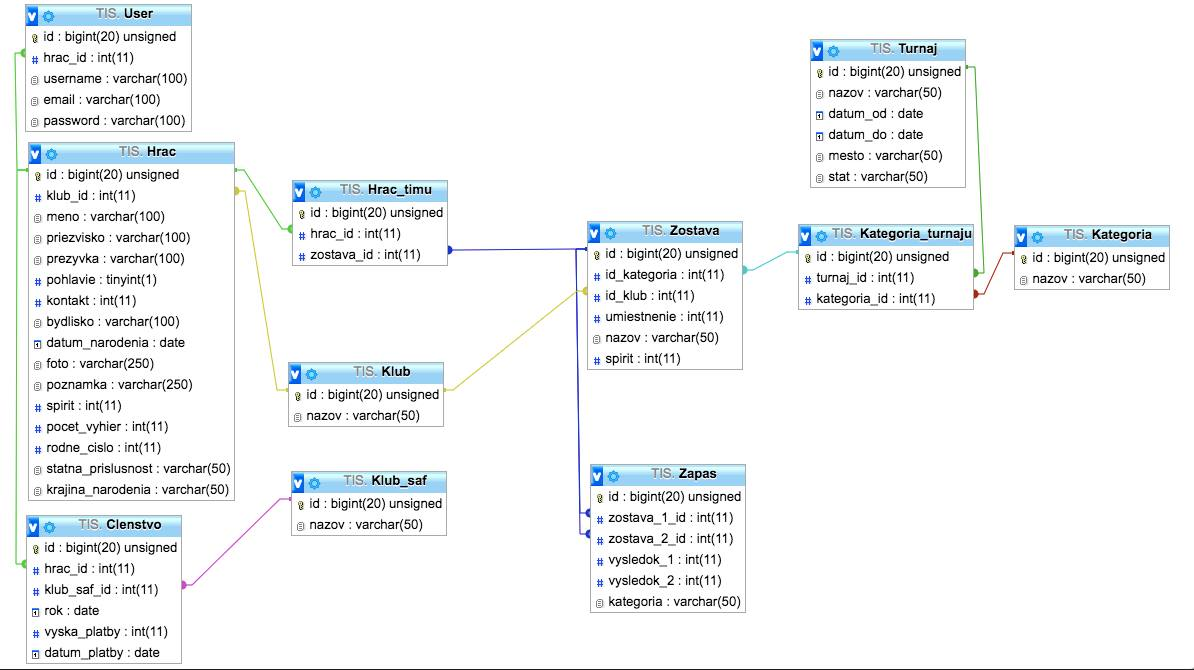 TIS. User
id : bigint(20) unsigned
hrac_id : int(11)
username : varchar(100)
email : varchar(100)
password : varchar(100)
TIS. Hrac
id : bigint(20) unsigned
klub_id : int(11)
meno : varchar(100)
priezvisko : varchar(100)
prezyvka : varchar(100)
pohlavie : tinyint(1)
kontakt : int(11)
bydlisko : varchar(100)
datum_narodenia : date
foto : varchar(250)
poznamka : varchar(250)
spirit : int(11)
pocet_vyhier : int(11)
rodne_cislo : int(11)
statna_prislusnost : varchar(50)
krajina_narodenia : varchar(50)
TIS. Clenstvo
id : bigint(20) unsigned
hrac_id : int(11)
klub_saf_id : int(11)
rok : date
vyska_platby : int(11)
datum_platby : date
TIS. Hrac_timu
id : bigint(20) unsigned
hrac_id : int(11)
zostava_id : int(11)
TIS. Klub
id : bigint(20) unsigned
nazov : varchar(50)
TIS. Klub_saf
id : bigint(20) unsigned
nazov : varchar(50)
TIS. Zostava
id : bigint(20) unsigned
id_kategoria : int(11)
id_klub : int(11)
umiestnenie : int(11)
nazov : varchar(50)
spirit : int(11)
TIS. Zapas
id : bigint(20) unsigned
zostava_1_id : int(11)
zostava_2_id : int(11)
vysledok_1 : int(11)
vysledok_2 : int(11)
kategoria : varchar(50)
TIS. Turnaj
id : bigint(20) unsigned
nazov : varchar(50)
datum_od : date
datum_do : date
mesto : varchar(50)
stat : varchar(50)
TIS. Kategoria_turnaju
id : bigint(20) unsigned
turnaj_id : int(11)
kategoria_id : int(11)
TIS. Kategoria
id : bigint(20) unsigned
nazov : varchar(50)